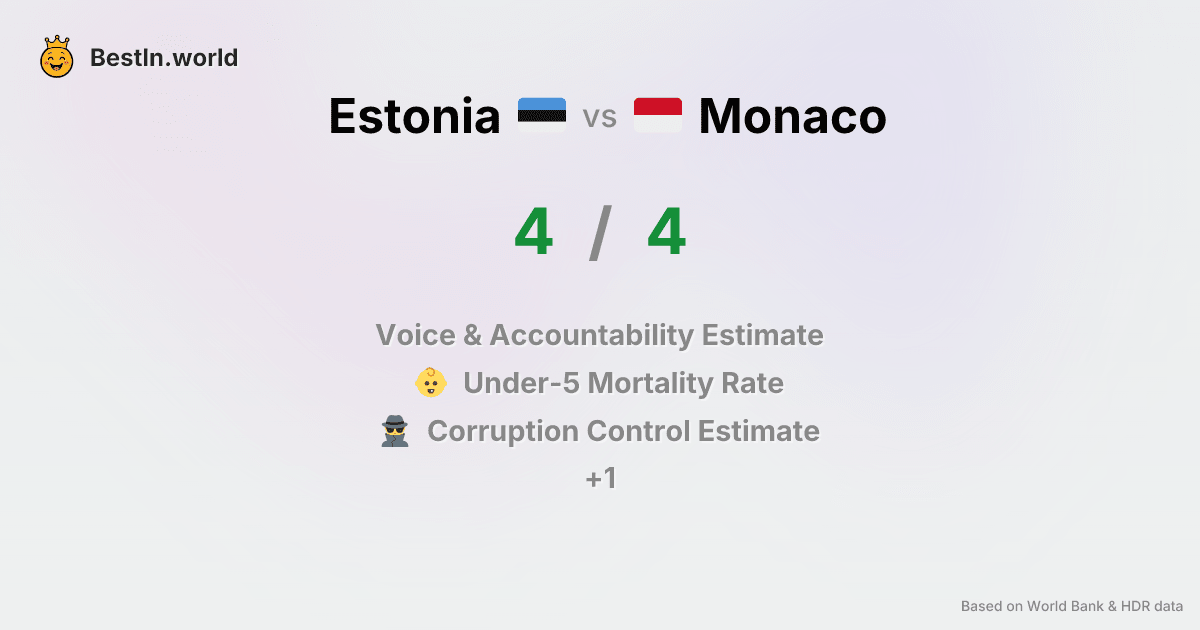 BestIn.world
Estonia vs Monaco
4 / 4
Voice & Accountability Estimate
Under-5 Mortality Rate
Corruption Control Estimate
+1
Based on World Bank & HDR data